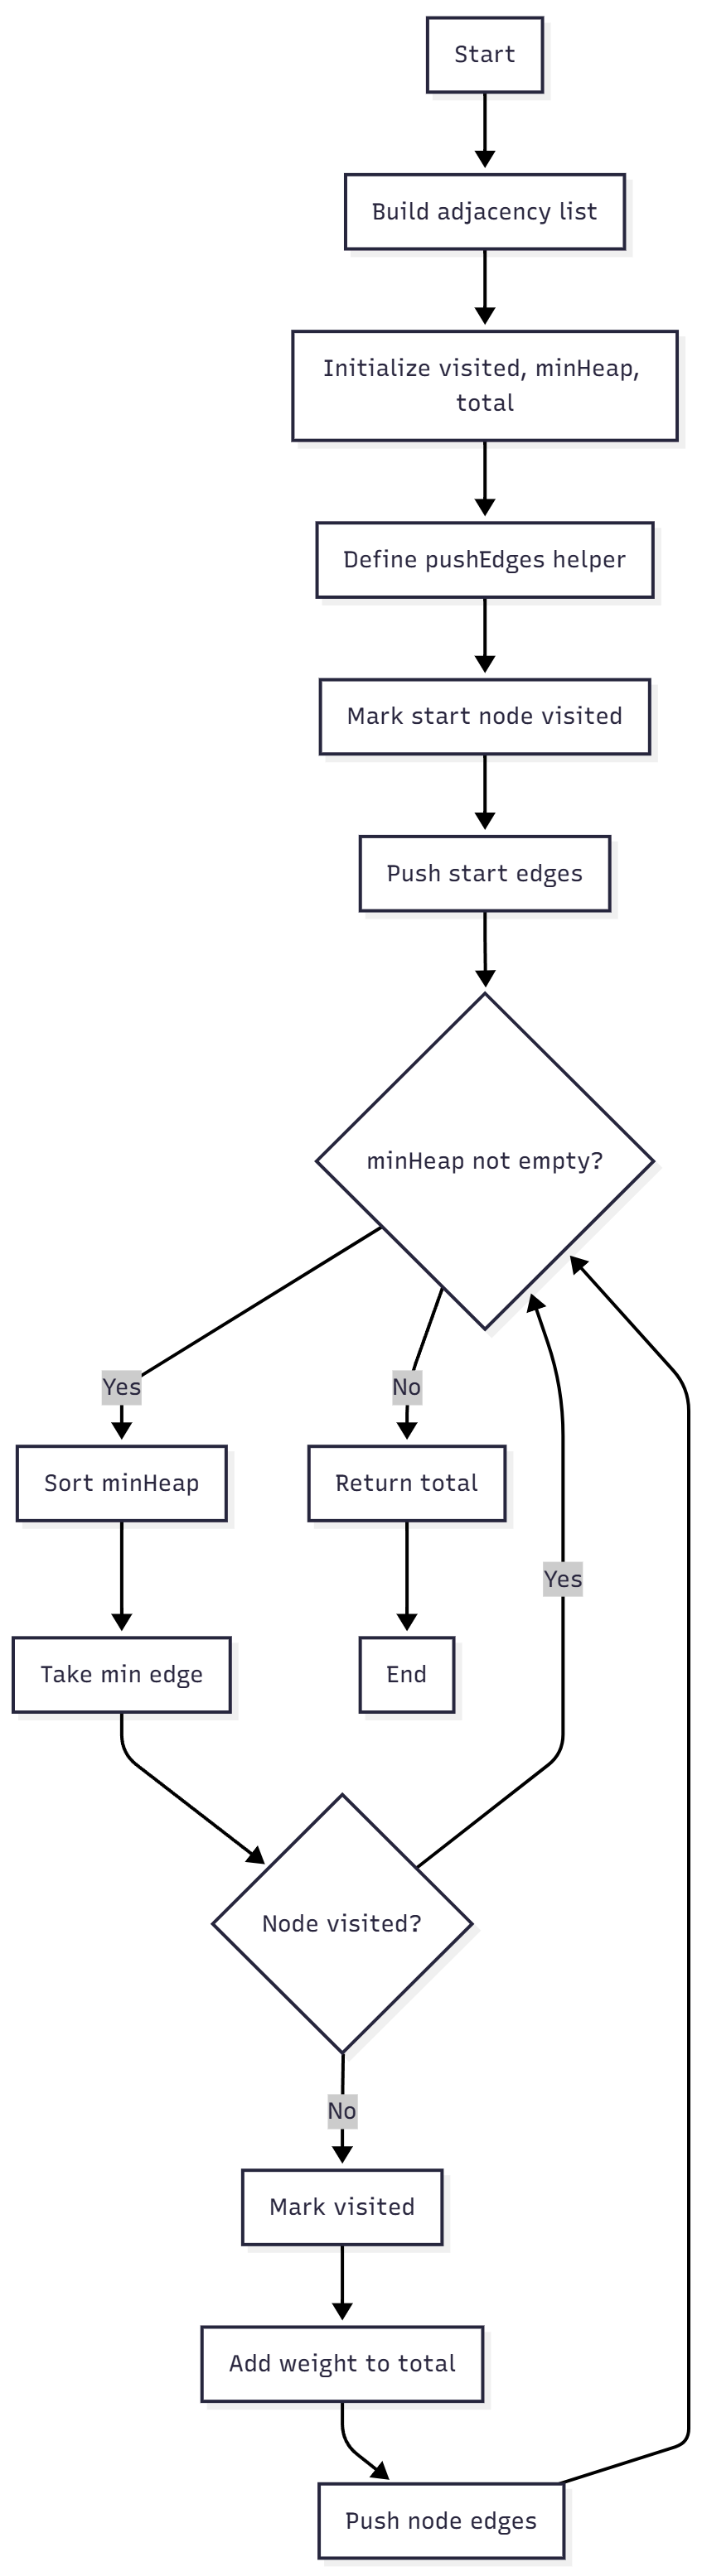 Start
Build adjacency list
Initialize visited, minHeap,
total
Define pushEdges helper
Mark start node visited
Push start edges
minHeap not empty?
Yes
No
Sort minHeap
Return total
Yes
Take min edge
End
Node visited?
No
Mark visited
Add weight to total
Push node edges